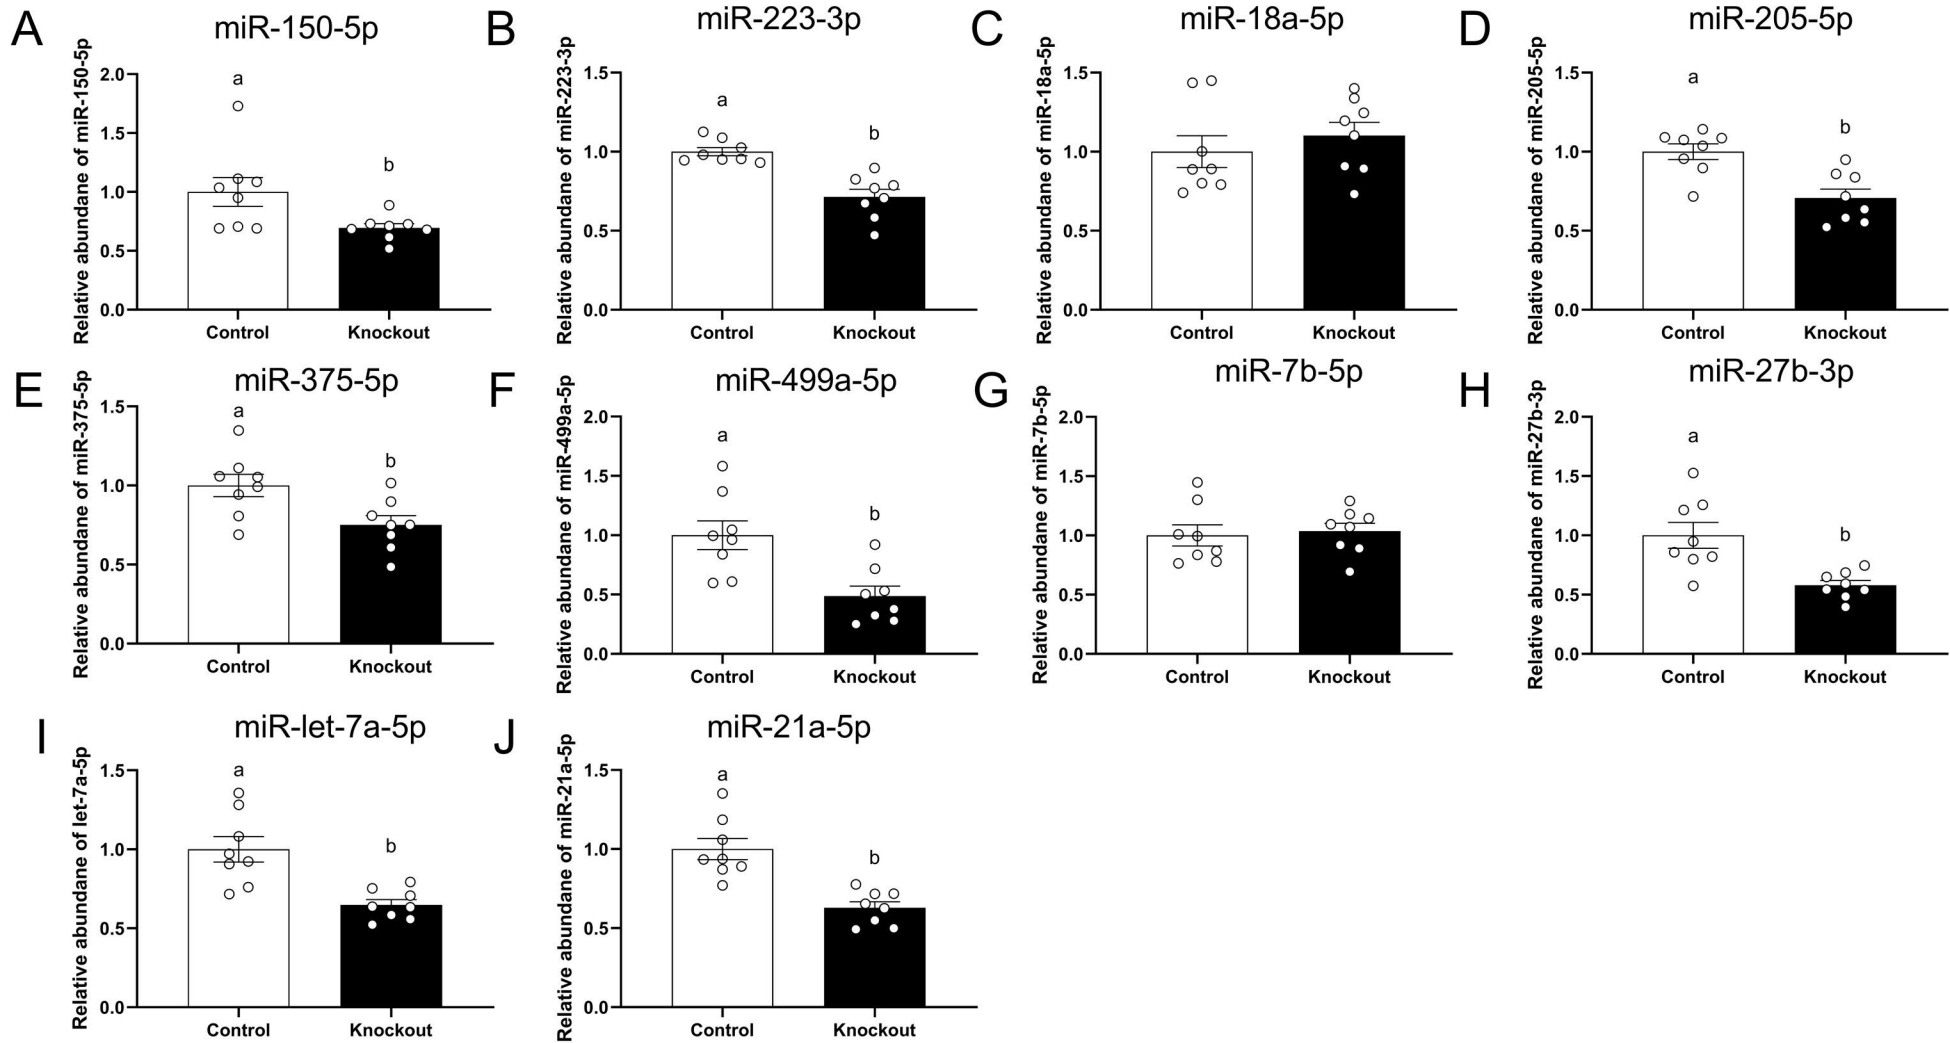 A
miR-150-5p
Relative abundane of miR-150-5p
2.0
1.5
1.0
0.5
0.0
a
b
Control
Knockout
B
miR-223-3p
Relative abundane of miR-223-3p
1.5
1.0
0.5
0.0
a
b
Control
Knockout
C
miR-18a-5p
Relative abundane of miR-18a-5p
1.5
1.0
0.5
0.0
Control
Knockout
D
miR-205-5p
Relative abundane of miR-205-5p
1.5
1.0
0.5
0.0
a
b
Control
Knockout
E
miR-375-5p
Relative abundane of miR-375-5p
1.5
1.0
0.5
0.0
a
b
Control
Knockout
F
miR-499a-5p
Relative abundane of miR-499a-5p
2.0
1.5
1.0
0.5
0.0
a
b
Control
Knockout
G
miR-7b-5p
Relative abundane of miR-7b-5p
2.0
1.5
1.0
0.5
0.0
Control
Knockout
H
miR-27b-3p
Relative abundane of miR-27b-3p
2.0
1.5
1.0
0.5
0.0
a
b
Control
Knockout
I
miR-let-7a-5p
Relative abundane of let-7a-5p
1.5
1.0
0.5
0.0
a
b
Control
Knockout
J
miR-21a-5p
Relative abundane of miR-21a-5p
1.5
1.0
0.5
0.0
a
b
Control
Knockout